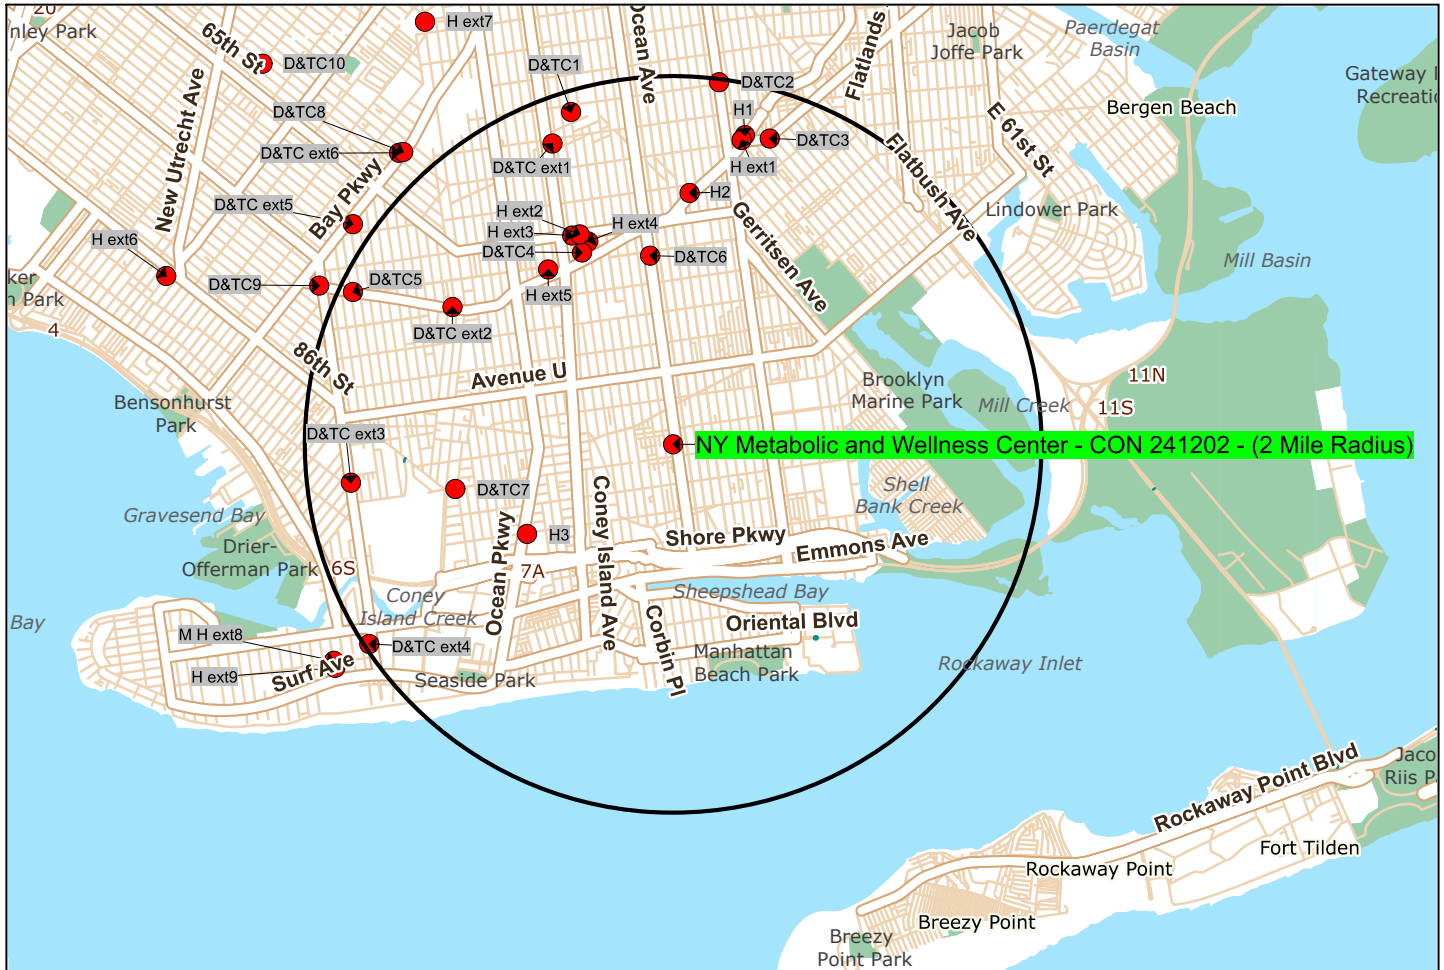 20
nley Park
65th St
D&TC10
H ext7
D&TC1
Ocean Ave
D&TC2
Flatlands
Jacob
Joffe Park
Paerdegat
Basin
Gateway
Recreati
Bergen Beach
New Utrecht Ave
D&TC8
D&TC ext6
Bay Pkwy
D&TC ext1
H1
D&TC3
H ext1
E 61st St
Flatbush Ave
D&TC ext5
H ext6
H ext2
H ext3
H ext4
D&TC4
H2
Gerritsen Ave
D&TC6
Lindower Park
Mill Basin
ker
n Park
D&TC9
D&TC5
H ext5
D&TC ext2
4
86th St
Avenue U
Bensonhurst
Park
Brooklyn
Marine Park
Mill Creek
11N
11S
D&TC ext3
NY Metabolic and Wellness Center - CON 241202 - (2 Mile Radius)
D&TC7
Shell
Bank Creek
Gravesend Bay
Drier-
Offerman Park
6S
Ocean Pkwy
H3
7A
Coney Island Ave
Shore Pkwy
Emmons Ave
Coney
Island Creek
Sheepshead Bay
Corbin Pl
Oriental Blvd
Bay
M H ext8
H ext9
Surf Ave
D&TC ext4
Seaside Park
Manhattan
Beach Park
Rockaway Inlet
Rockaway Point Blvd
Jaco
Riis P
Fort Tilden
Rockaway Point
Breezy Point
Breezy
Point Park